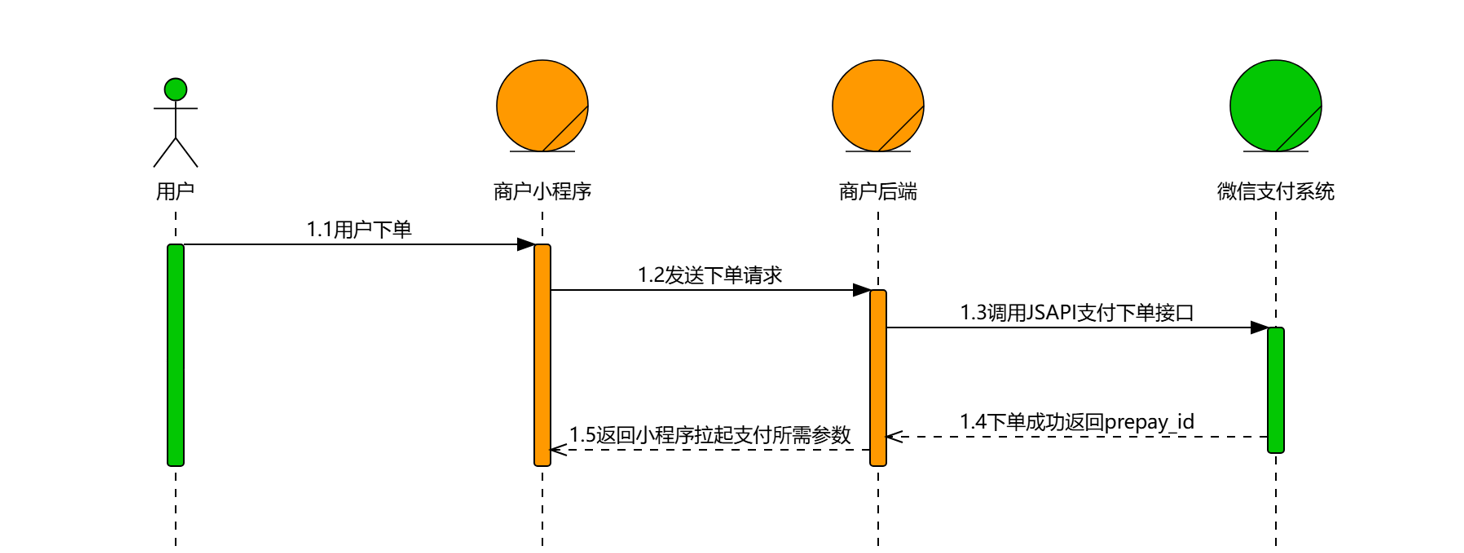 用户
商户小程序
商户后端
微信支付系统
1.1用户下单
1.2发送下单请求
1.3调用JSAPI支付下单接口
1.4下单成功返回prepay_id
1.5返回小程序拉起支付所需参数